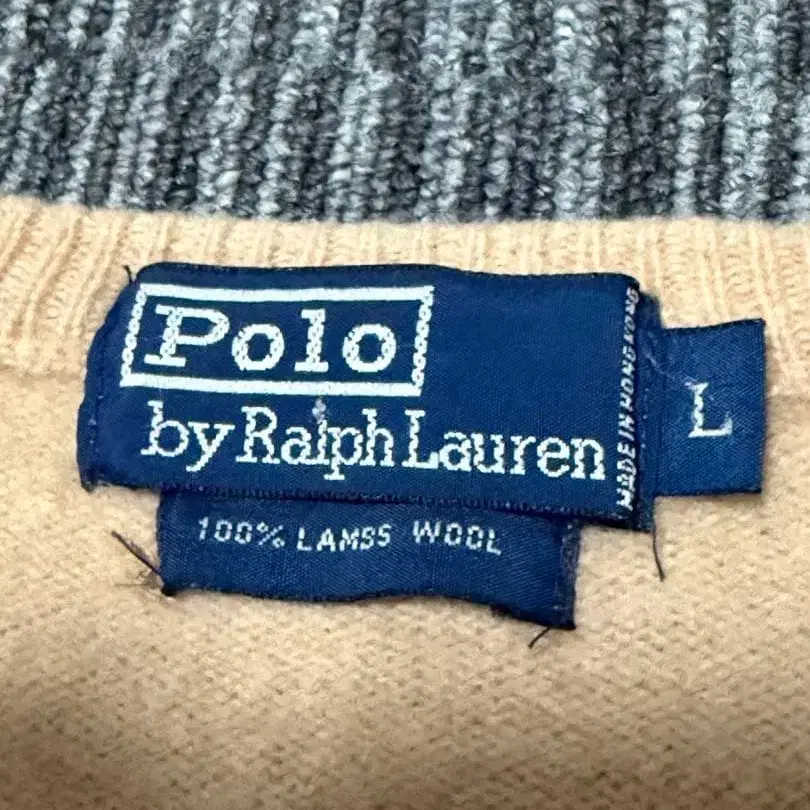 Polo
by Ralph Lauren
MADE IN HONG KONG
L
100% LAMSS WOOL